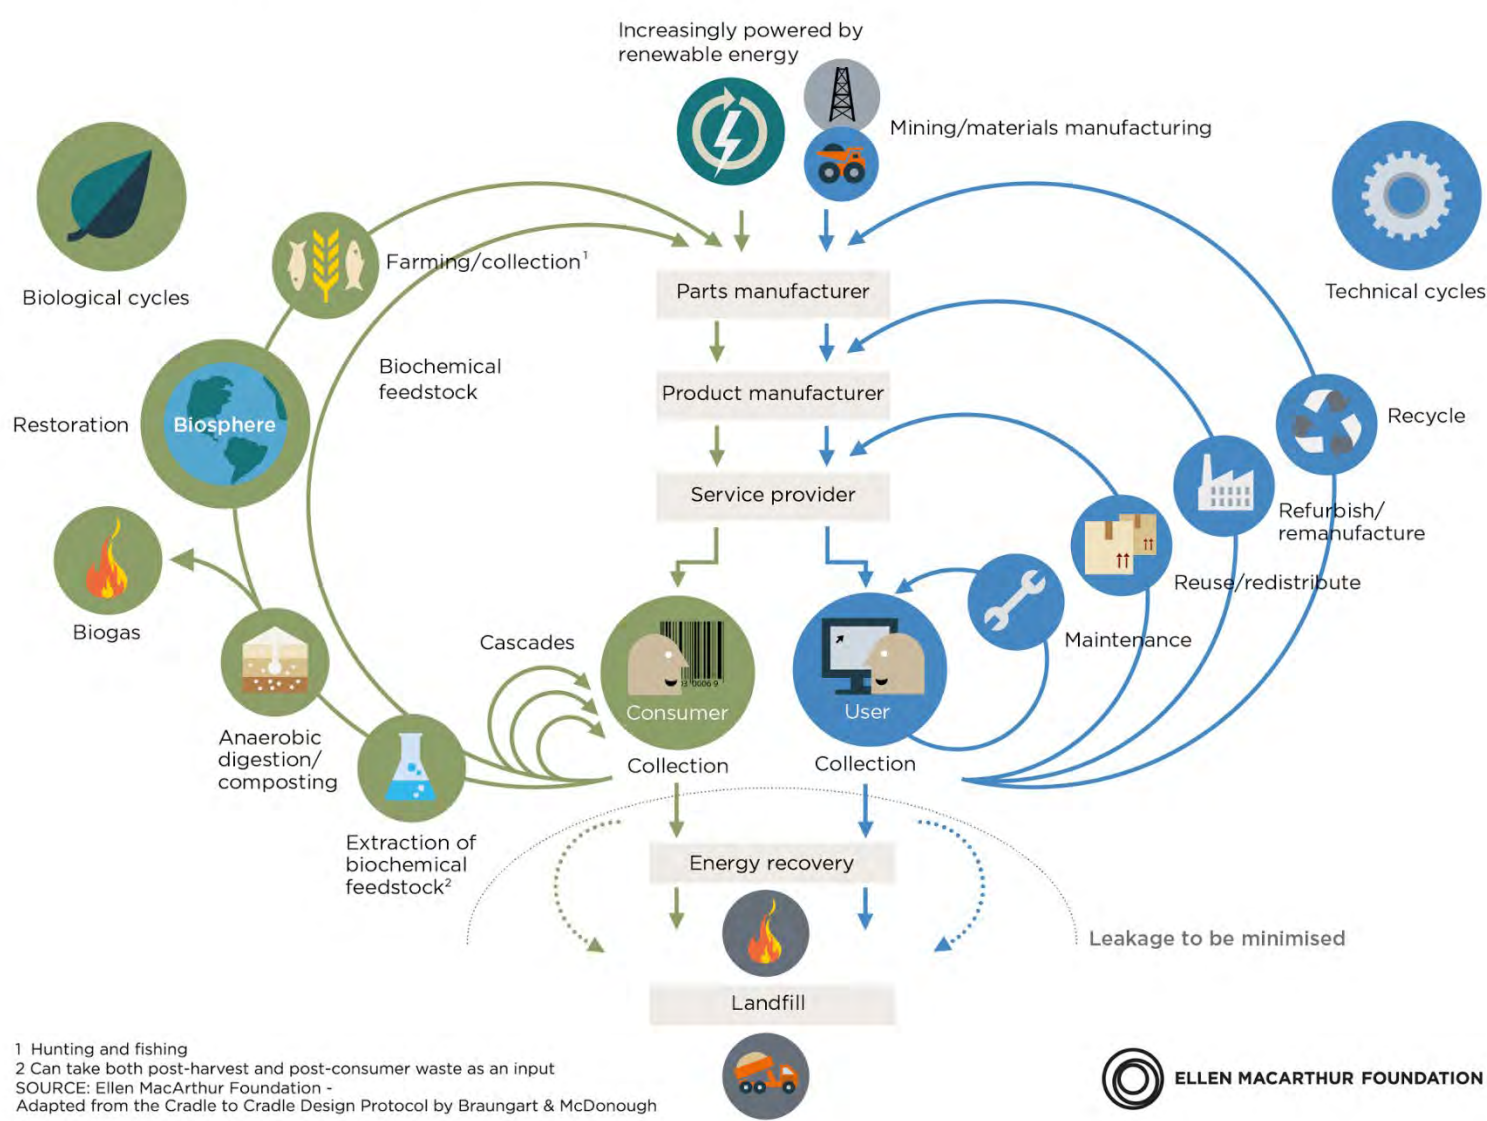 Increasingly powered by
renewable energy
Mining/materials manufacturing
Biological cycles
Technical cycles
Farming/collection¹
Parts manufacturer
Biochemical
feedstock
Product manufacturer
Restoration
Biosphere
Recycle
Service provider
Refurbish/
remanufacture
Reuse/redistribute
Biogas
Cascades
Maintenance
Consumer
User
Anaerobic
digestion/
composting
Collection
Collection
Extraction of
biochemical
feedstock²
Energy recovery
Leakage to be minimised
Landfill
1 Hunting and fishing
2 Can take both post-harvest and post-consumer waste as an input
SOURCE: Ellen MacArthur Foundation -
Adapted from the Cradle to Cradle Design Protocol by Braungart & McDonough
ELLEN MACARTHUR FOUNDATION